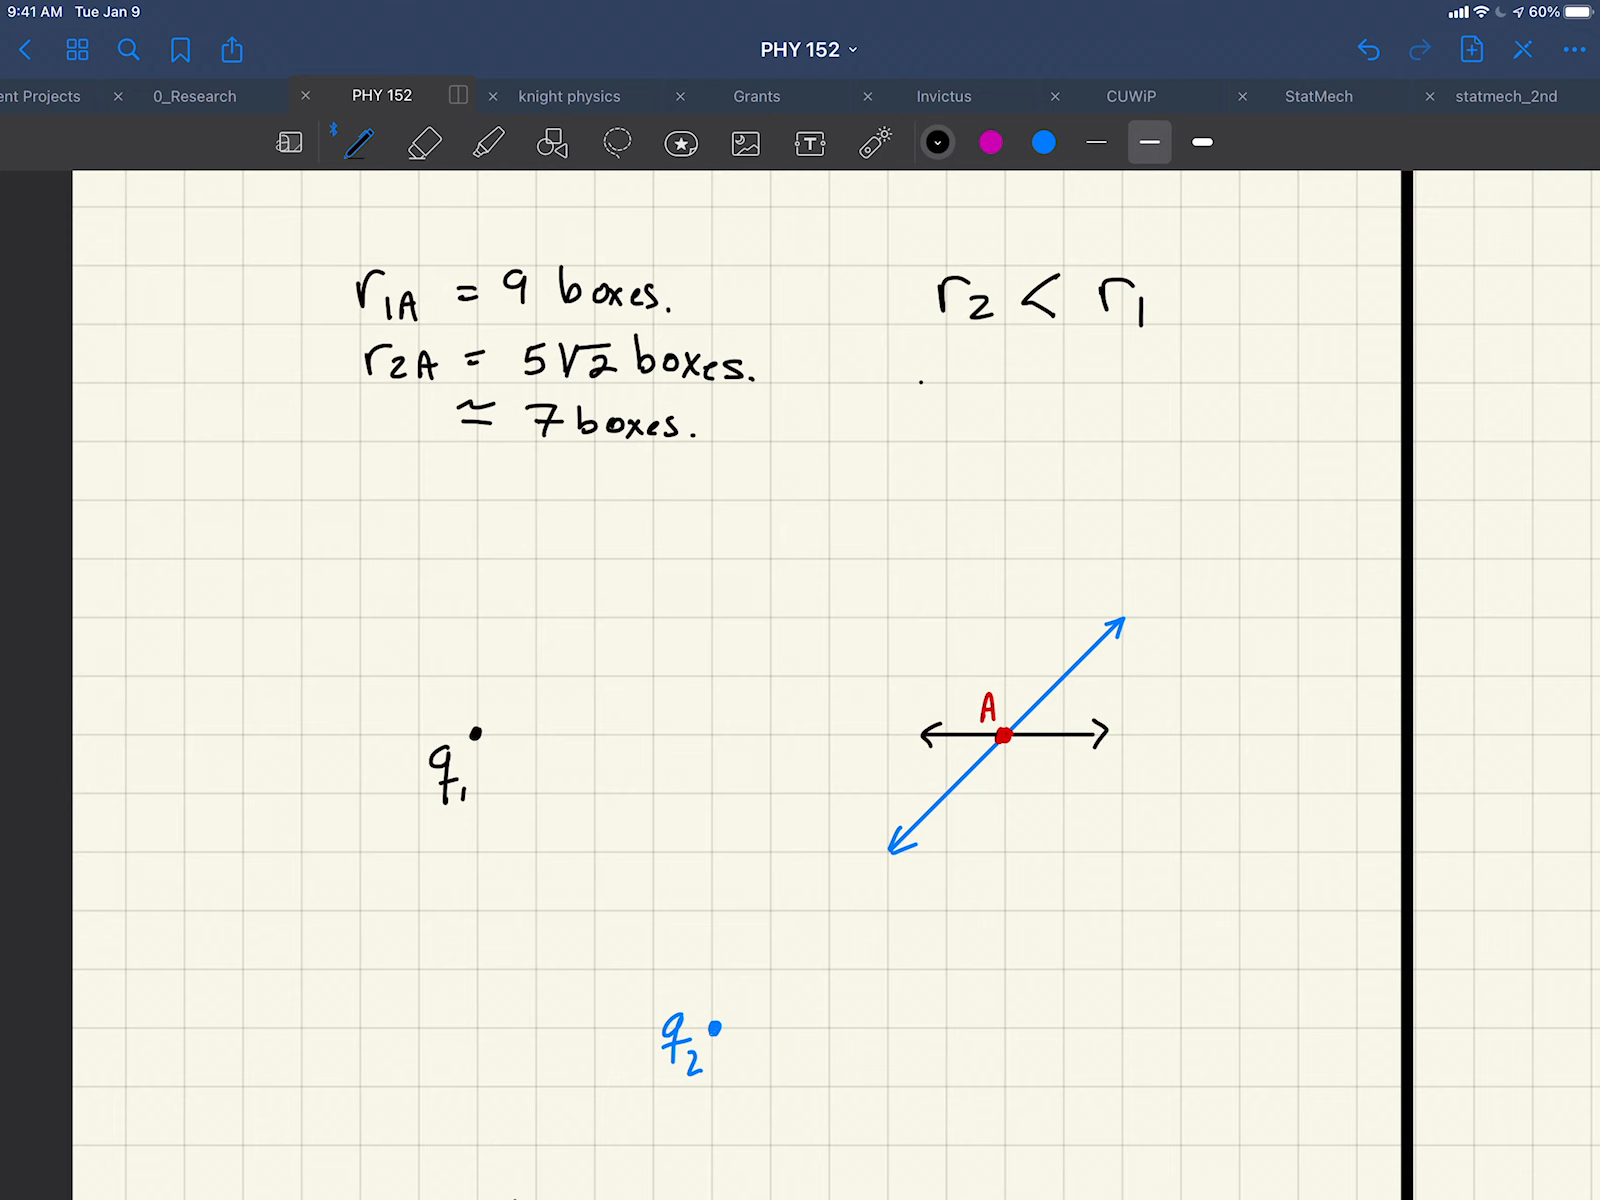 9:41 AM Tue Jan 9
60%
PHY 152
ent Projects
0_Research
PHY 152
knight physics
Grants
Invictus
CUWiP
StatMech
statmech_2nd
T
r1A = 9 boxes.
r2 < r1
r2A = 5√2 boxes.
≃ 7 boxes.
A
q1
q2